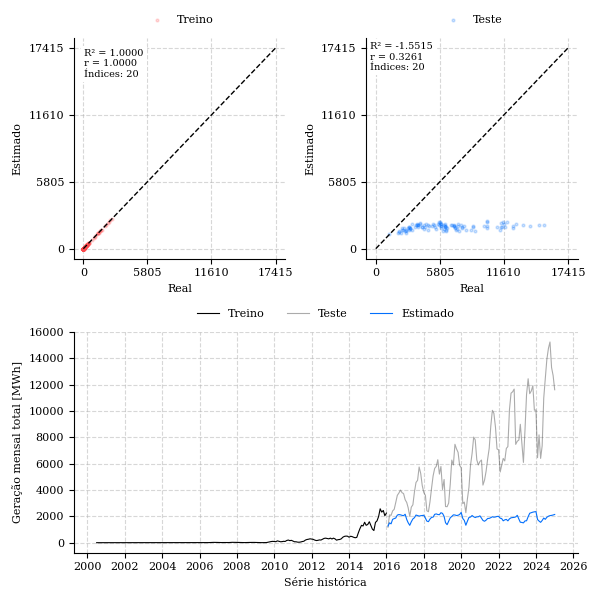 Treino
Teste
R² = 1.0000
r = 1.0000
Índices: 20
R² = -1.5515
r = 0.3261
Índices: 20
17415
11610
5805
0
Estimado
0 5805 11610 17415
Real
17415
11610
5805
0
Estimado
0 5805 11610 17415
Real
Treino Teste Estimado
16000
14000
12000
10000
8000
6000
4000
2000
0
Geração mensal total [MWh]
2000 2002 2004 2006 2008 2010 2012 2014 2016 2018 2020 2022 2024 2026
Série histórica